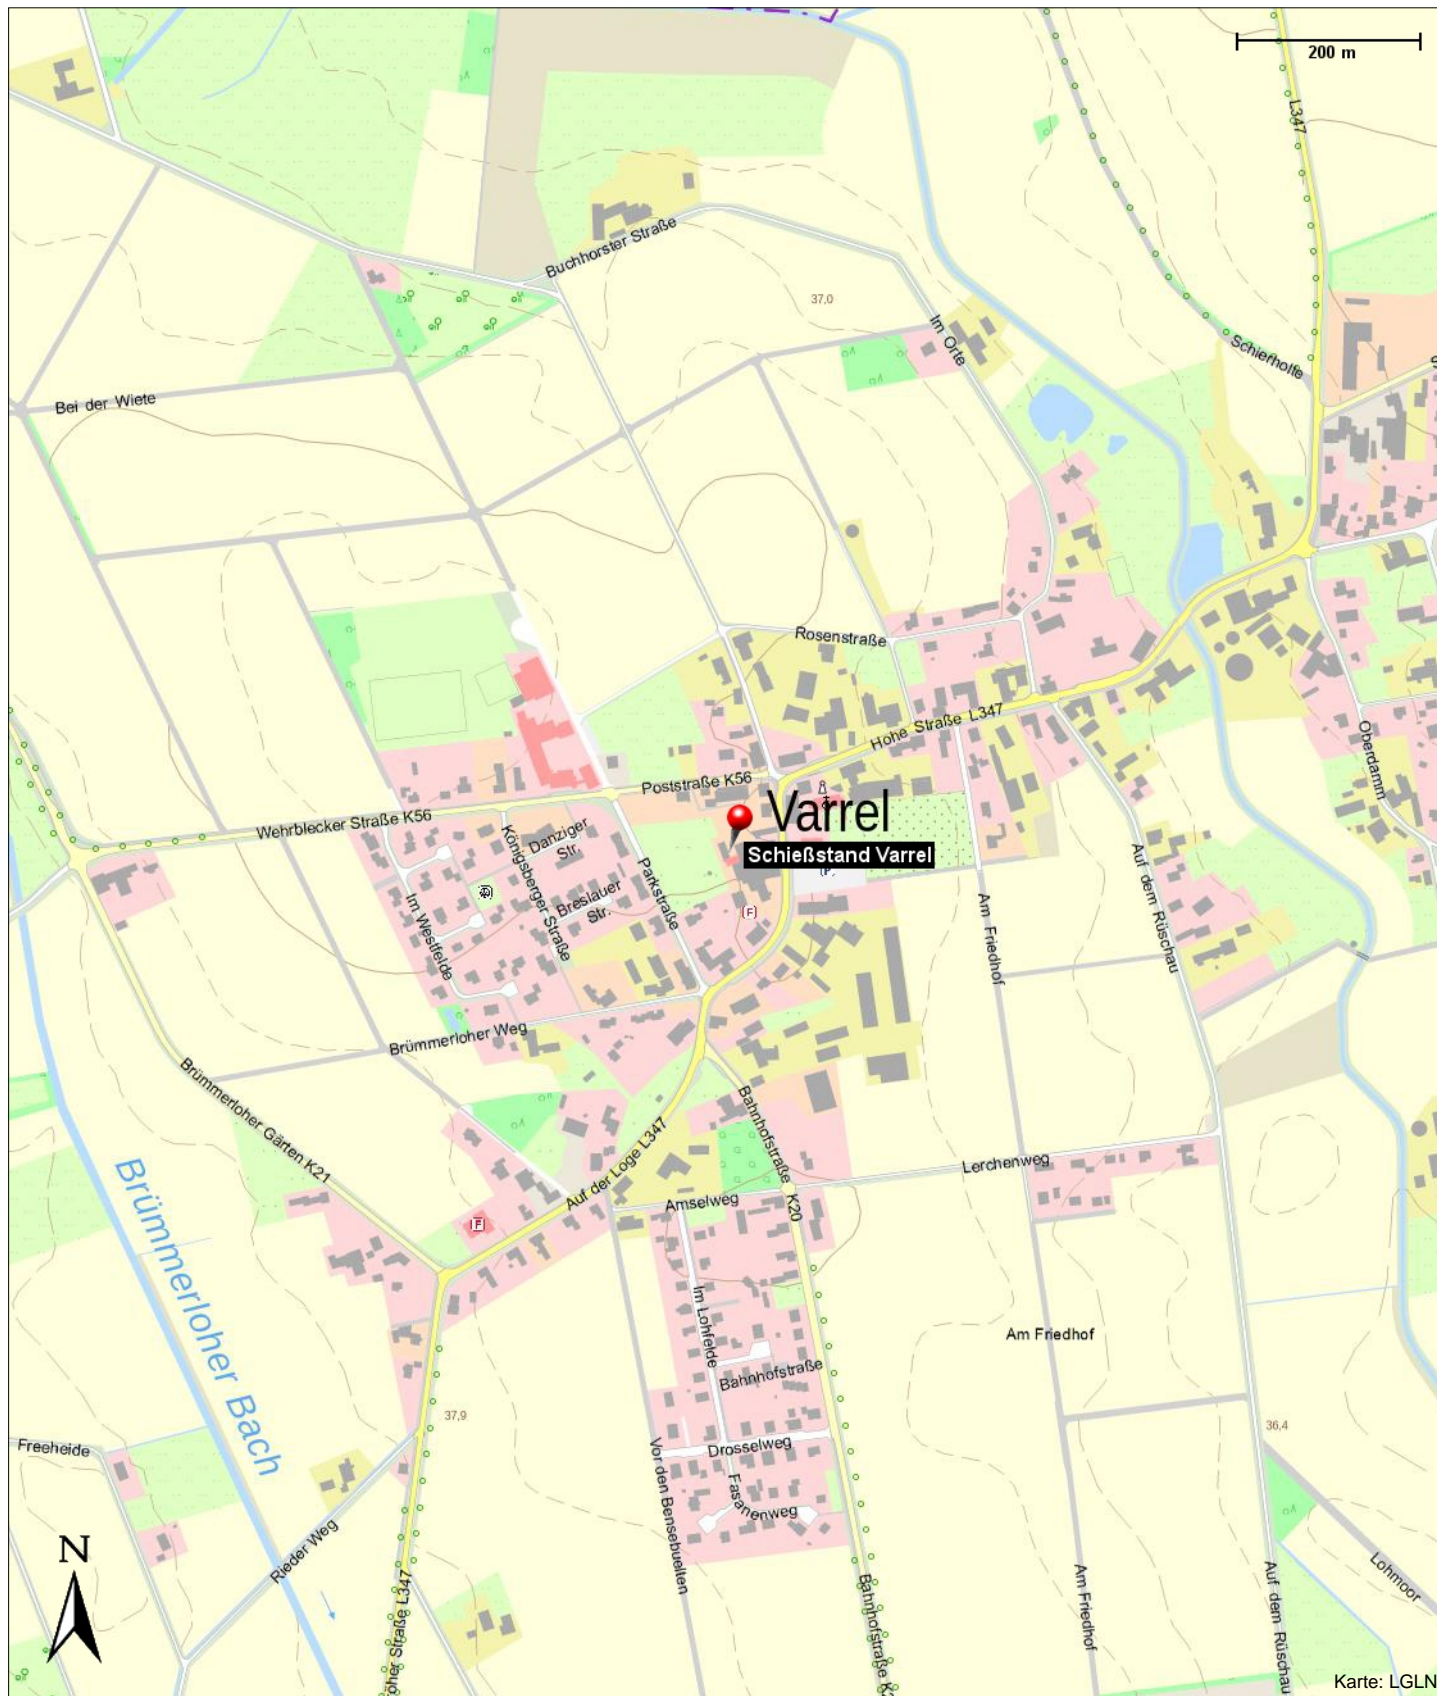 200 m
L347
Buchhorster Straße
37,0
Im Orte
Schierholfe
Bei der Wiete
Rosenstraße
Hohe Straße L347
Oberdamm
Poststraße K56
Varrel
Wehrblecker Straße K56
Danziger
Str.
Schießstand Varrel
Königsberger Straße
Parkstraße
Auf dem Rüschau
Breslauer
Str.
Im Westfelde
F
Am Friedhof
Brümmerloher Weg
Brümmerloher Gärten K21
Bahnhofstraße K20
Auf der Loge L347
Lerchenweg
Brümmerloher Bach
Amselweg
F
Im Lohfelde
Am Friedhof
Bahnhofstraße
37,9
36,4
Freeheide
Drosselweg
Vor den Bensebuelten
Fasanenweg
N
Rieder Weg
Lohmoor
Am Friedhof
Auf dem Rüschau
Straße L347
Bahnhofstraße
Karte: LGLN